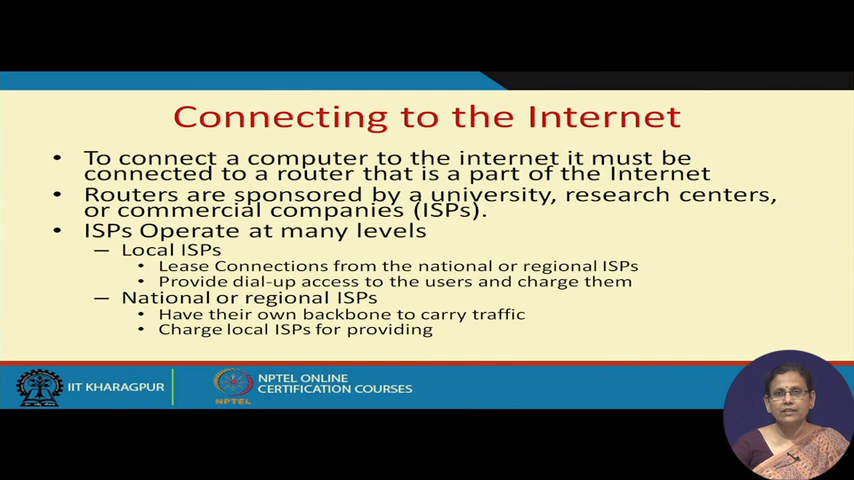 Connecting to the Internet
• To connect a computer to the internet it must be
connected to a router that is a part of the Internet
• Routers are sponsored by a university, research centers,
or commercial companies (ISPs).
• ISPs Operate at many levels
– Local ISPs
• Lease Connections from the national or regional ISPs
• Provide dial-up access to the users and charge them
– National or regional ISPs
• Have their own backbone to carry traffic
• Charge local ISPs for providing
IIT KHARAGPUR
NPTEL
NPTEL ONLINE
CERTIFICATION COURSES